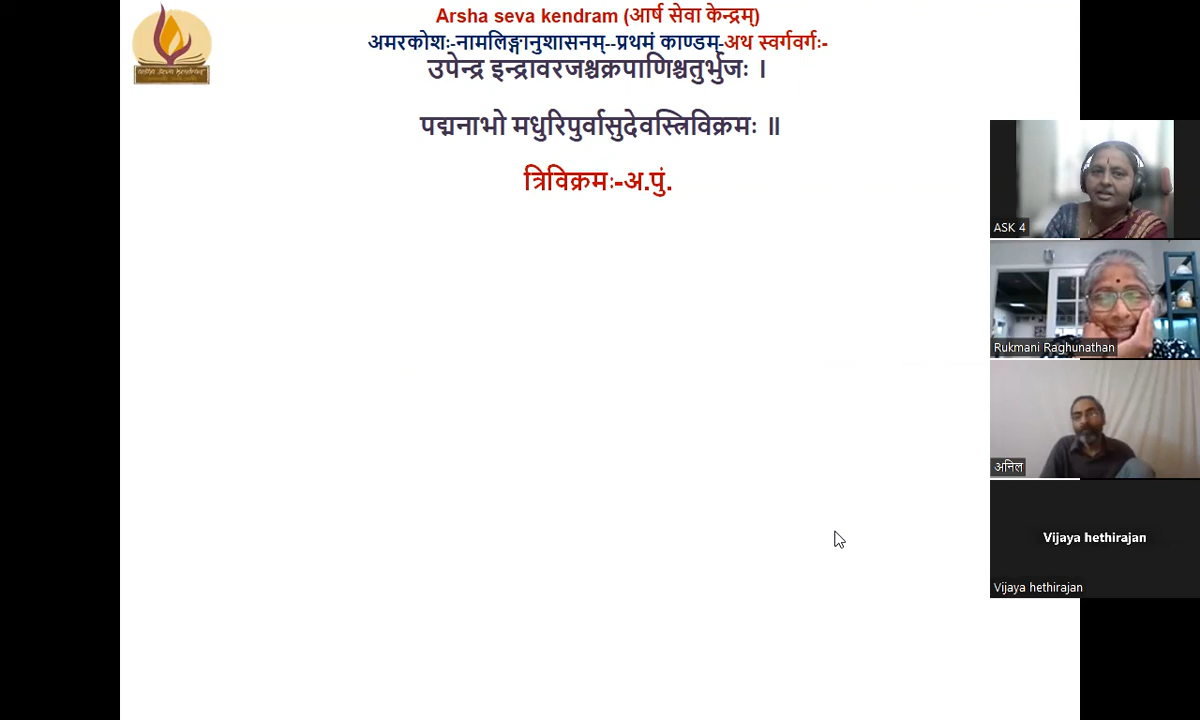 Arsha seva kendram (आर्ष सेवा केन्द्रम्)
अमरकोशः-नामलिङ्गानुशासनम्--प्रथमं काण्डम्-अथ स्वर्गवर्गः-
उपेन्द्र इन्द्रावरजश्चक्रपाणिश्चतुर्भुजः ।
पद्मनाभो मधुरिपुर्वासुदेवस्त्रिविक्रमः ॥
त्रिविक्रमः-अ.पुं.
ASK 4
Rukmani Raghunathan
अनिल
Vijaya hethirajan
Vijaya hethirajan